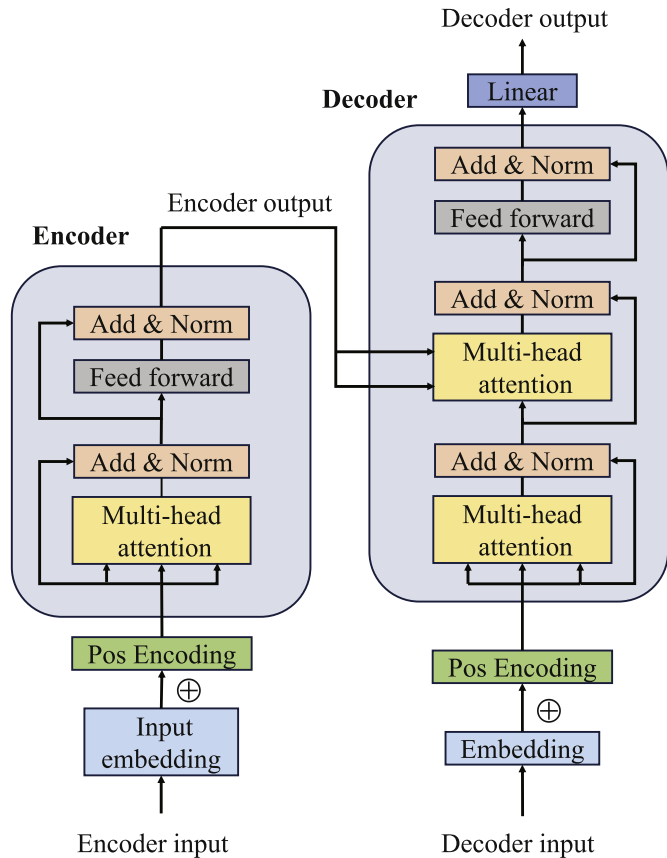 Decoder output
Linear
Decoder
Add & Norm
Feed forward
Encoder output
Encoder
Add & Norm
Multi-head
attention
Add & Norm
Feed forward
Add & Norm
Multi-head
attention
Add & Norm
Multi-head
attention
Pos Encoding
Pos Encoding
Input
embedding
Embedding
Encoder input
Decoder input